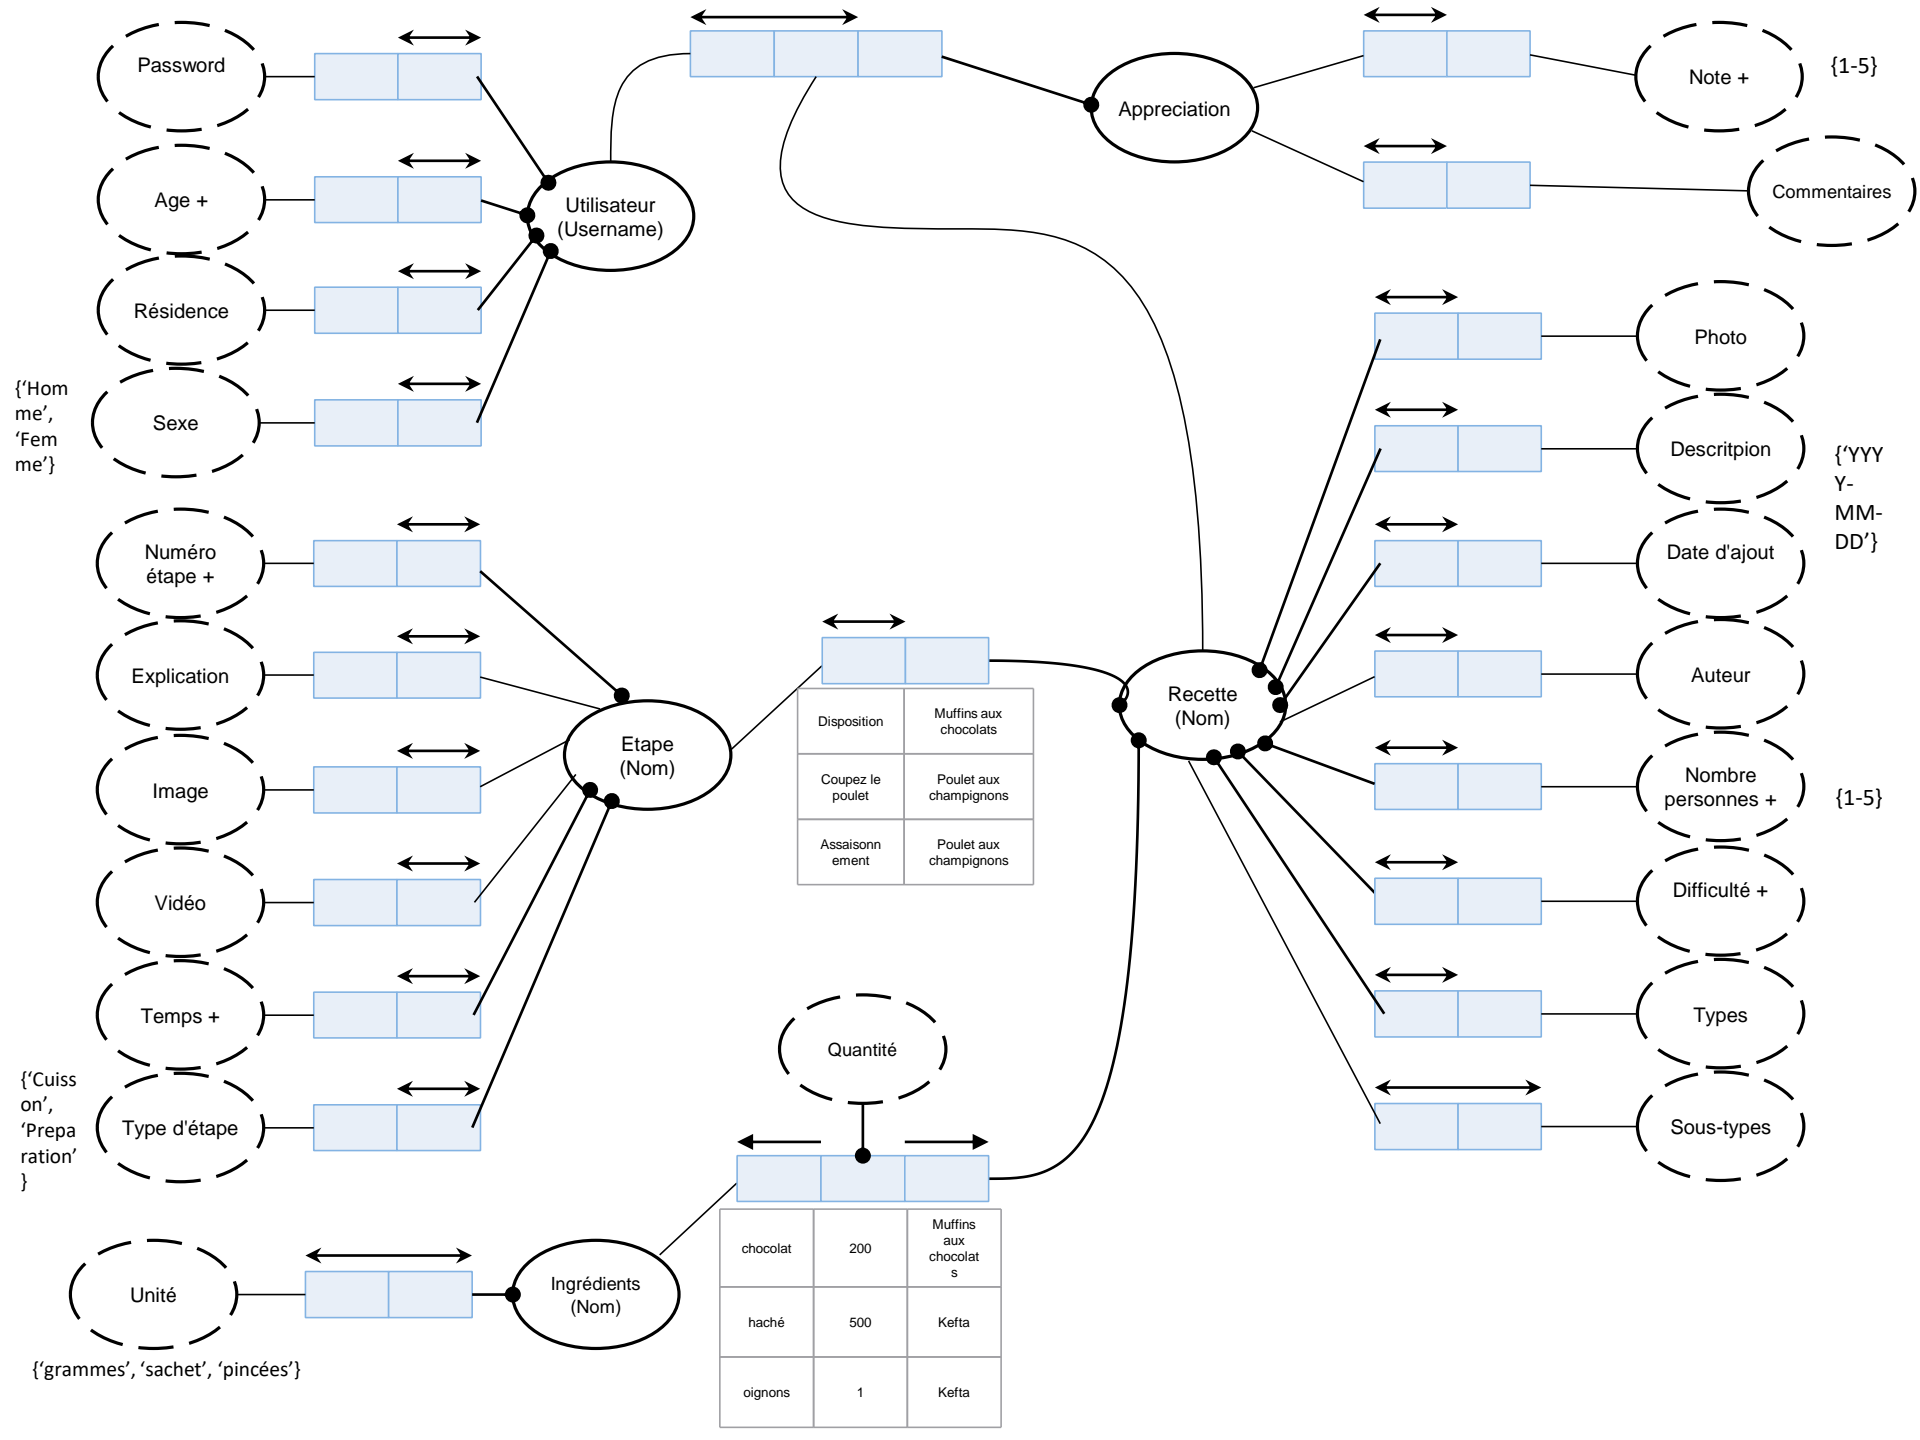 Password
Age +
Résidence
Sexe
{‘Hom
me’,
‘Fem
me’}
Utilisateur
(Username)
Appreciation
Note +
{1-5}
Commentaires
Photo
Descritpion
{‘YYY
Y-
MM-
DD’}
Date d'ajout
Auteur
Nombre
personnes +
{1-5}
Difficulté +
Types
Sous-types
Recette
(Nom)
Numéro
étape +
Explication
Image
Vidéo
Temps +
Type d'étape
{‘Cuiss
on’,
‘Prepa
ration’
}
Etape
(Nom)
Disposition
Muffins aux
chocolats
Coupez le
poulet
Poulet aux
champignons
Assaisonn
ement
Poulet aux
champignons
Quantité
Unité
{‘grammes’, ‘sachet’, ‘pincées’}
Ingrédients
(Nom)
chocolat
200
Muffins
aux
chocolat
s
haché
500
Kefta
oignons
1
Kefta